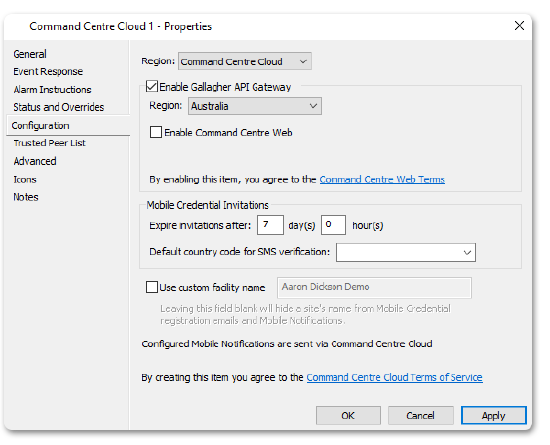 Command Centre Cloud 1 - Properties
General
Event Response
Alarm Instructions
Status and Overrides
Configuration
Trusted Peer List
Advanced
Icons
Notes
Region: Command Centre Cloud
Enable Gallagher API Gateway
Region: Australia
Enable Command Centre Web
By enabling this item, you agree to the Command Centre Web Terms
Mobile Credential Invitations
Expire invitations after: 7 day(s) 0 hour(s)
Default country code for SMS verification:
Use custom facility name Aaron Dickson Demo
Leaving this field blank will hide a site's name from Mobile Credential
registration emails and Mobile Notifications.
Configured Mobile Notifications are sent via Command Centre Cloud
By creating this item you agree to the Command Centre Cloud Terms of Service
OK Cancel Apply